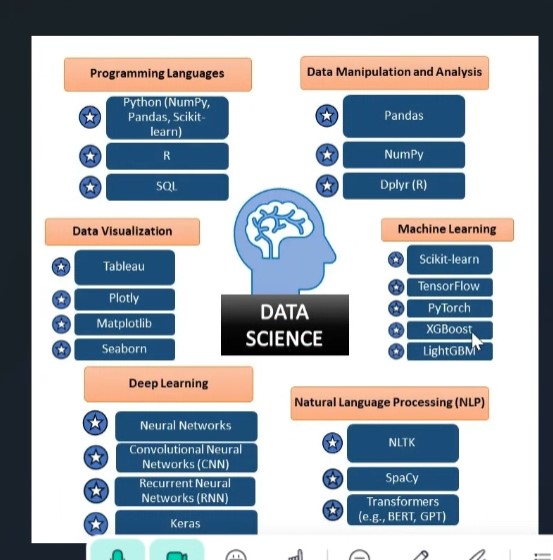 Programming Languages
Python (NumPy,
Pandas, Scikit-
learn)
R
SQL
Data Manipulation and Analysis
Pandas
NumPy
Dplyr (R)
Data Visualization
Tableau
Plotly
Matplotlib
Seaborn
DATA
SCIENCE
Machine Learning
Scikit-learn
TensorFlow
PyTorch
XGBoost
LightGBM
Deep Learning
Neural Networks
Convolutional Neural
Networks (CNN)
Recurrent Neural
Networks (RNN)
Keras
Natural Language Processing (NLP)
NLTK
SpaCy
Transformers
(e.g., BERT, GPT)